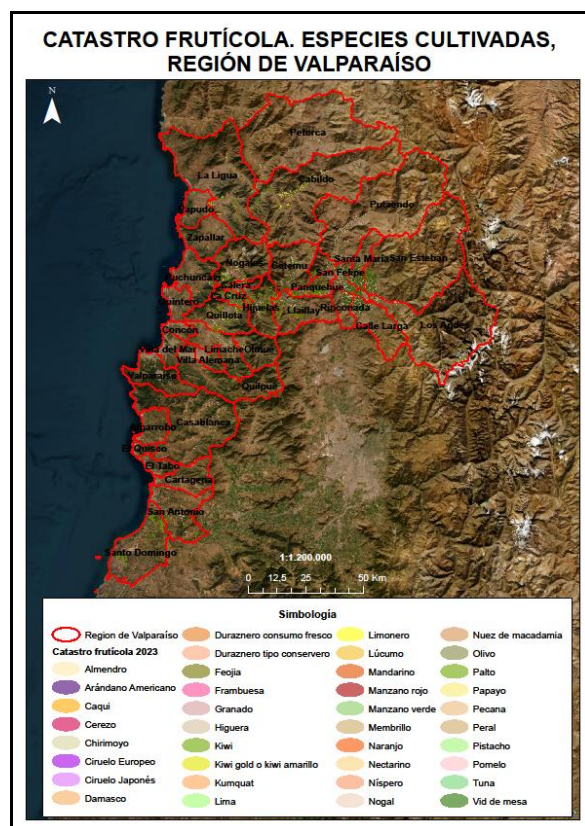 CATASTRO FRUTÍCOLA. ESPECIES CULTIVADAS,
REGIÓN DE VALPARAÍSO
N
Petorca
La Ligua
Cabildo
Putaendo
Zapallar
Santa María
San Esteban
Nogales
San Felipe
Calera
Panquehue
La Cruz
Hijuelas
Llaillay
Rinconada
Quillota
Calle Larga
Los Andes
Concón
Limache
Olmué
Villa Alemana
Valparaíso
Quilpué
Casablanca
El Quisco
El Tabo
Cartagena
San Antonio
Santo Domingo
1:1.200.000
0 12,5 25 50 Km
Simbología
Region de Valparaíso
Catastro frutícola 2023
Almendro
Arándano Americano
Caqui
Cerezo
Chirimoyo
Ciruelo Europeo
Ciruelo Japonés
Damasco
Duraznero consumo fresco
Duraznero tipo conservero
Feojia
Frambuesa
Granado
Higuera
Kiwi
Kiwi gold o kiwi amarillo
Kumquat
Lima
Limonero
Lúcumo
Mandarino
Manzano rojo
Manzano verde
Membrillo
Naranjo
Nectarino
Níspero
Nogal
Nuez de macadamia
Olivo
Palto
Papayo
Pecana
Peral
Pistacho
Pomelo
Tuna
Vid de mesa